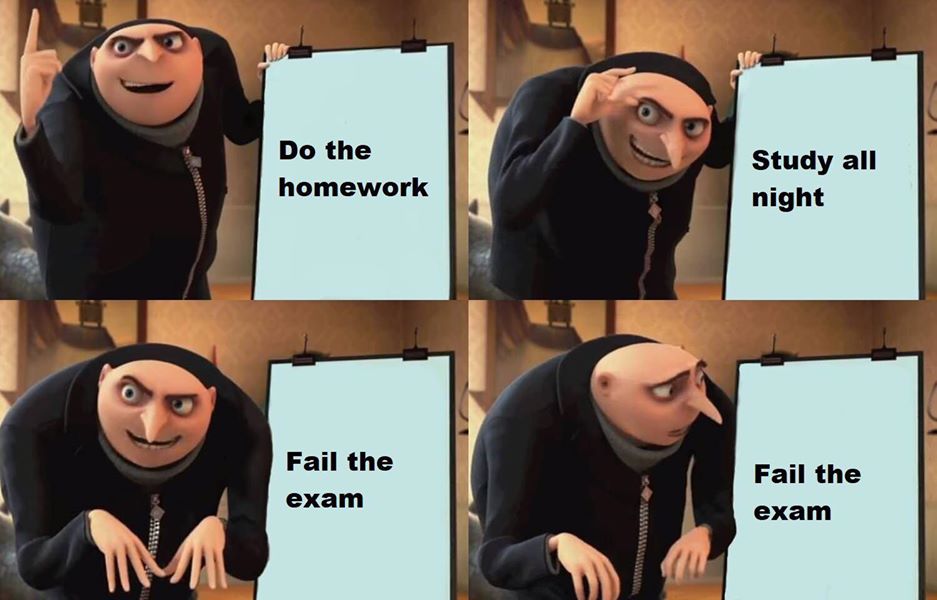 Do the
homework
Study all
night
Fail the
exam
Fail the
exam